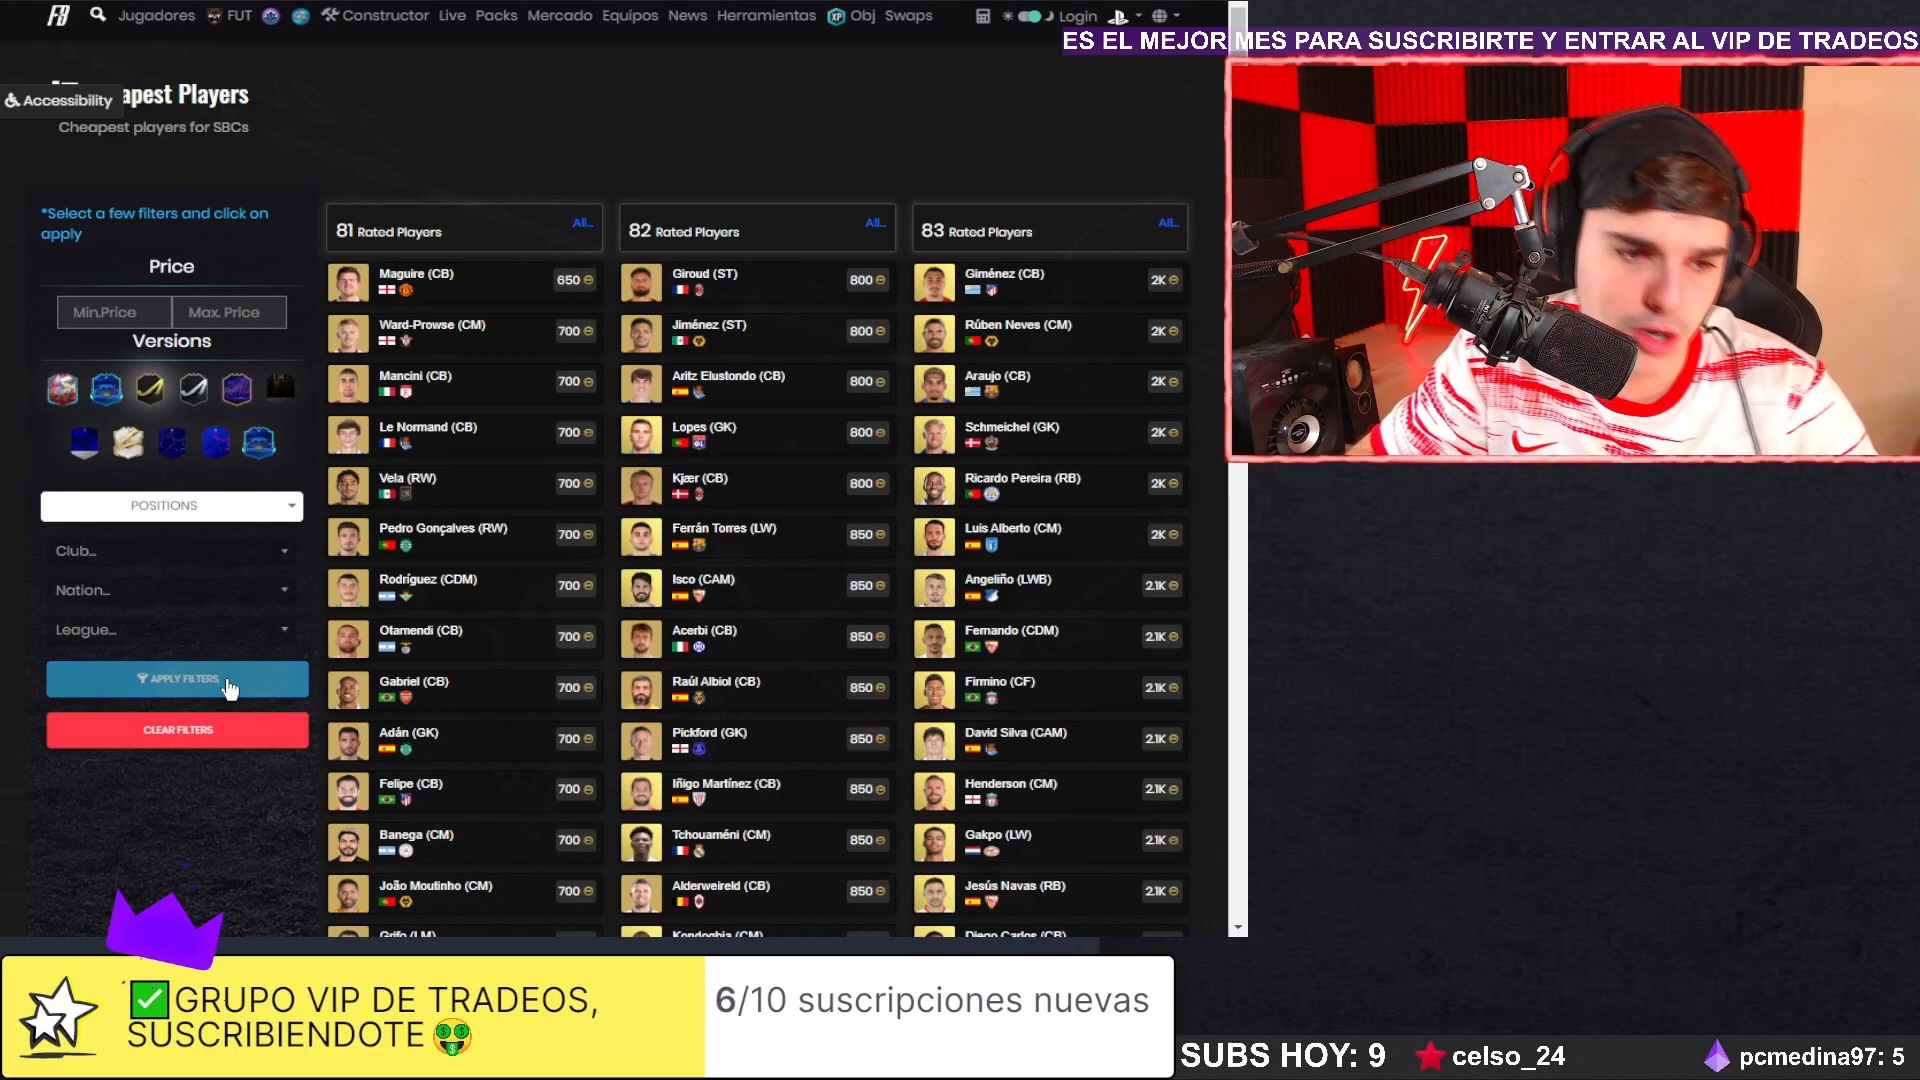 Jugadores FUT Constructor Live Packs Mercado Equipos News Herramientas XP Obj Swaps Login
ES EL MEJOR MES PARA SUSCRIBIRTE Y ENTRAR AL VIP DE TRADEOS
apest Players
Accessibility
Cheapest players for SBCs
*Select a few filters and click on
apply
Price
Min.Price Max. Price
Versions
POSITIONS
Club...
Nation...
League...
APPLY FILTERS
CLEAR FILTERS
81 Rated Players All...
Maguire (CB) 650
Ward-Prowse (CM) 700
Mancini (CB) 700
Le Normand (CB) 700
Vela (RW) 700
Pedro Gonçalves (RW) 700
Rodríguez (CDM) 700
Otamendi (CB) 700
Gabriel (CB) 700
Adán (GK) 700
Felipe (CB) 700
Banega (CM) 700
João Moutinho (CM) 700
Grifo (LM)
82 Rated Players All...
Giroud (ST) 800
Jiménez (ST) 800
Aritz Elustondo (CB) 800
Lopes (GK) 800
Kjær (CB) 800
Ferrán Torres (LW) 850
Isco (CAM) 850
Acerbi (CB) 850
Raúl Albiol (CB) 850
Pickford (GK) 850
Iñigo Martínez (CB) 850
Tchouaméni (CM) 850
Alderweireld (CB) 850
Kondogbia (CM)
83 Rated Players All...
Giménez (CB) 2K
Rúben Neves (CM) 2K
Araujo (CB) 2K
Schmeichel (GK) 2K
Ricardo Pereira (RB) 2K
Luis Alberto (CM) 2K
Angeliño (LWB) 2.1K
Fernando (CDM) 2.1K
Firmino (CF) 2.1K
David Silva (CAM) 2.1K
Henderson (CM) 2.1K
Gakpo (LW) 2.1K
Jesús Navas (RB) 2.1K
Diego Carlos (CB)
✅GRUPO VIP DE TRADEOS,
SUSCRIBIENDOTE🤑
6/10 suscripciones nuevas
SUBS HOY: 9 celso_24 pcmedina97: 5